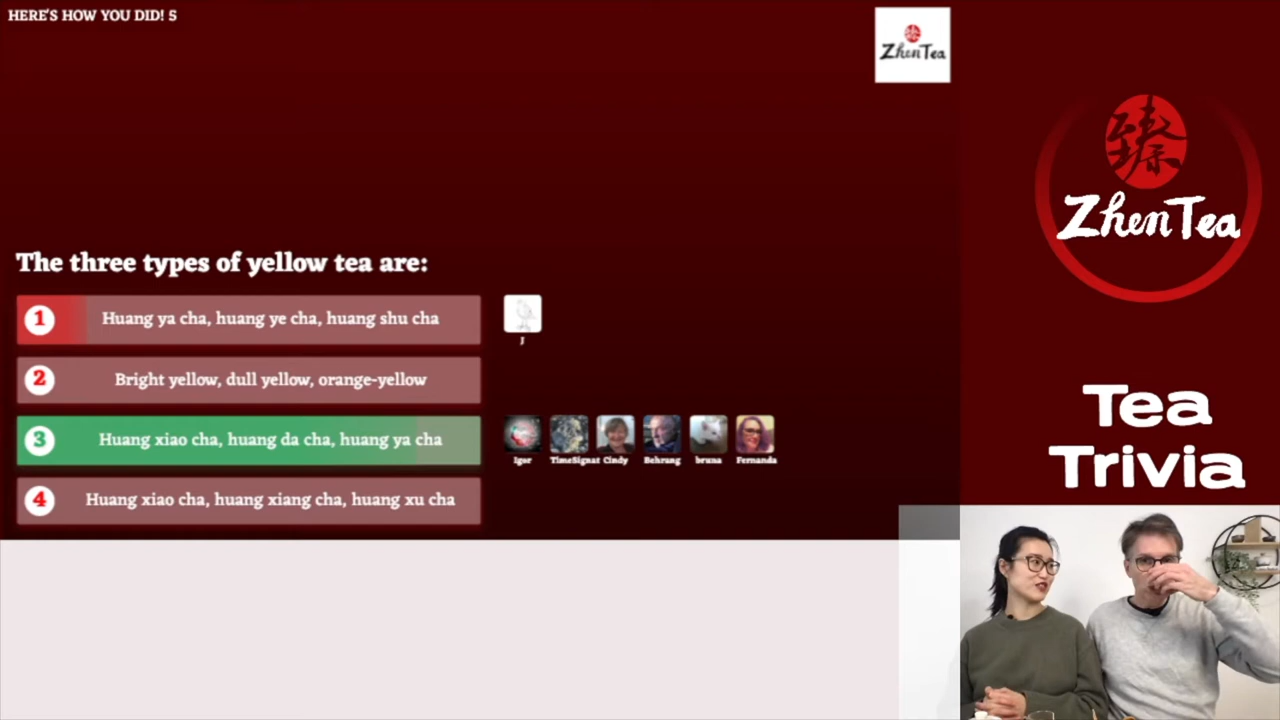 HERE'S HOW YOU DID! 5
ZhenTea
臻
ZhenTea
The three types of yellow tea are:
1 Huang ya cha, huang ye cha, huang shu cha
J
2 Bright yellow, dull yellow, orange-yellow
3 Huang xiao cha, huang da cha, huang ya cha
Igor TimeSignat Cindy Behrang bruna Fernanda
4 Huang xiao cha, huang xiang cha, huang xu cha
Tea
Trivia